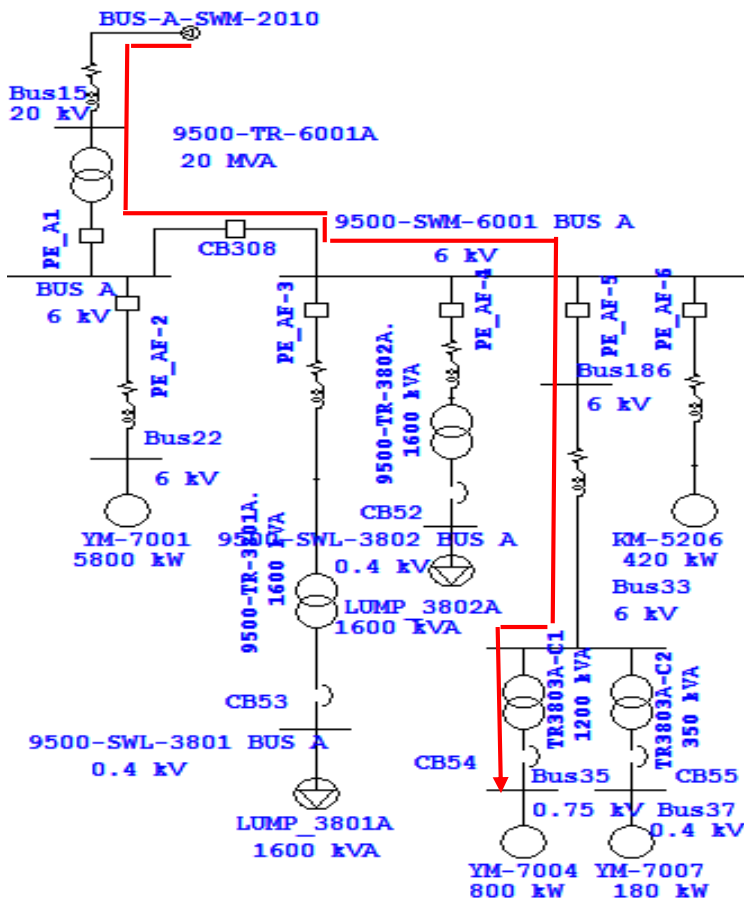 BUS-A-SWM-2010
Bus15
20 kV
9500-TR-6001A
20 MVA
PE_A1
9500-SWM-6001 BUS A
6 kV
CB308
BUS A
6 kV
PE_AF-2
PE_AF-3
PE_AF-4
PE_AF-5
PE_AF-6
Bus186
6 kV
9500-TR-3802A.
1600 kVA
Bus22
6 kV
YM-7001
5800 kW
CB52
9500-SWL-3802 BUS A
0.4 kV
KM-5206
420 kW
9500-TR-3801A.
1600 kVA
LUMP_3802A
1600 kVA
Bus33
6 kV
TR3803A-C1
1200 kVA
TR3803A-C2
350 kVA
CB53
9500-SWL-3801 BUS A
0.4 kV
CB54
Bus35
0.75 kV
CB55
Bus37
0.4 kV
LUMP_3801A
1600 kVA
YM-7004
800 kW
YM-7007
180 kW